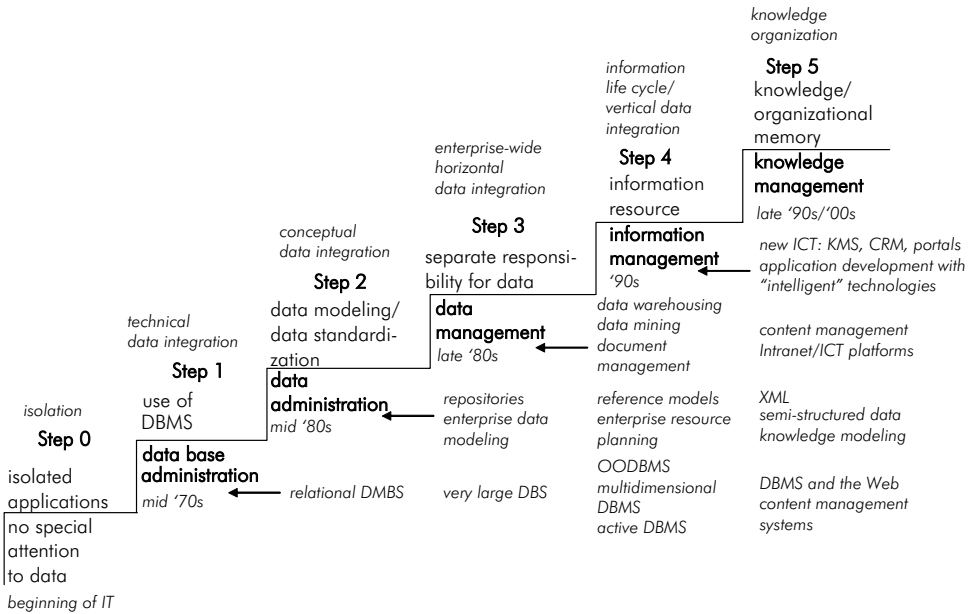 knowledge
organization
Step 5
knowledge/
organizational
memory
knowledge
management
late ‘90s/‘00s
new ICT: KMS, CRM, portals
application development with
“intelligent” technologies
content management
Intranet/ICT platforms
XML
semi-structured data
knowledge modeling
DBMS and the Web
content management
systems
information
life cycle/
vertical data
integration
Step 4
information
resource
information
management
‘90s
data warehousing
data mining
document
management
reference models
enterprise resource
planning
OODBMS
multidimensional
DBMS
active DBMS
enterprise-wide
horizontal
data integration
Step 3
separate responsi-
bility for data
data
management
late ‘80s
repositories
enterprise data
modeling
very large DBS
conceptual
data integration
Step 2
data modeling/
data standardi-
zation
data
administration
mid ‘80s
relational DMBS
technical
data integration
Step 1
use of
DBMS
data base
administration
mid ‘70s
isolation
Step 0
isolated
applications
no special
attention
to data
beginning of IT